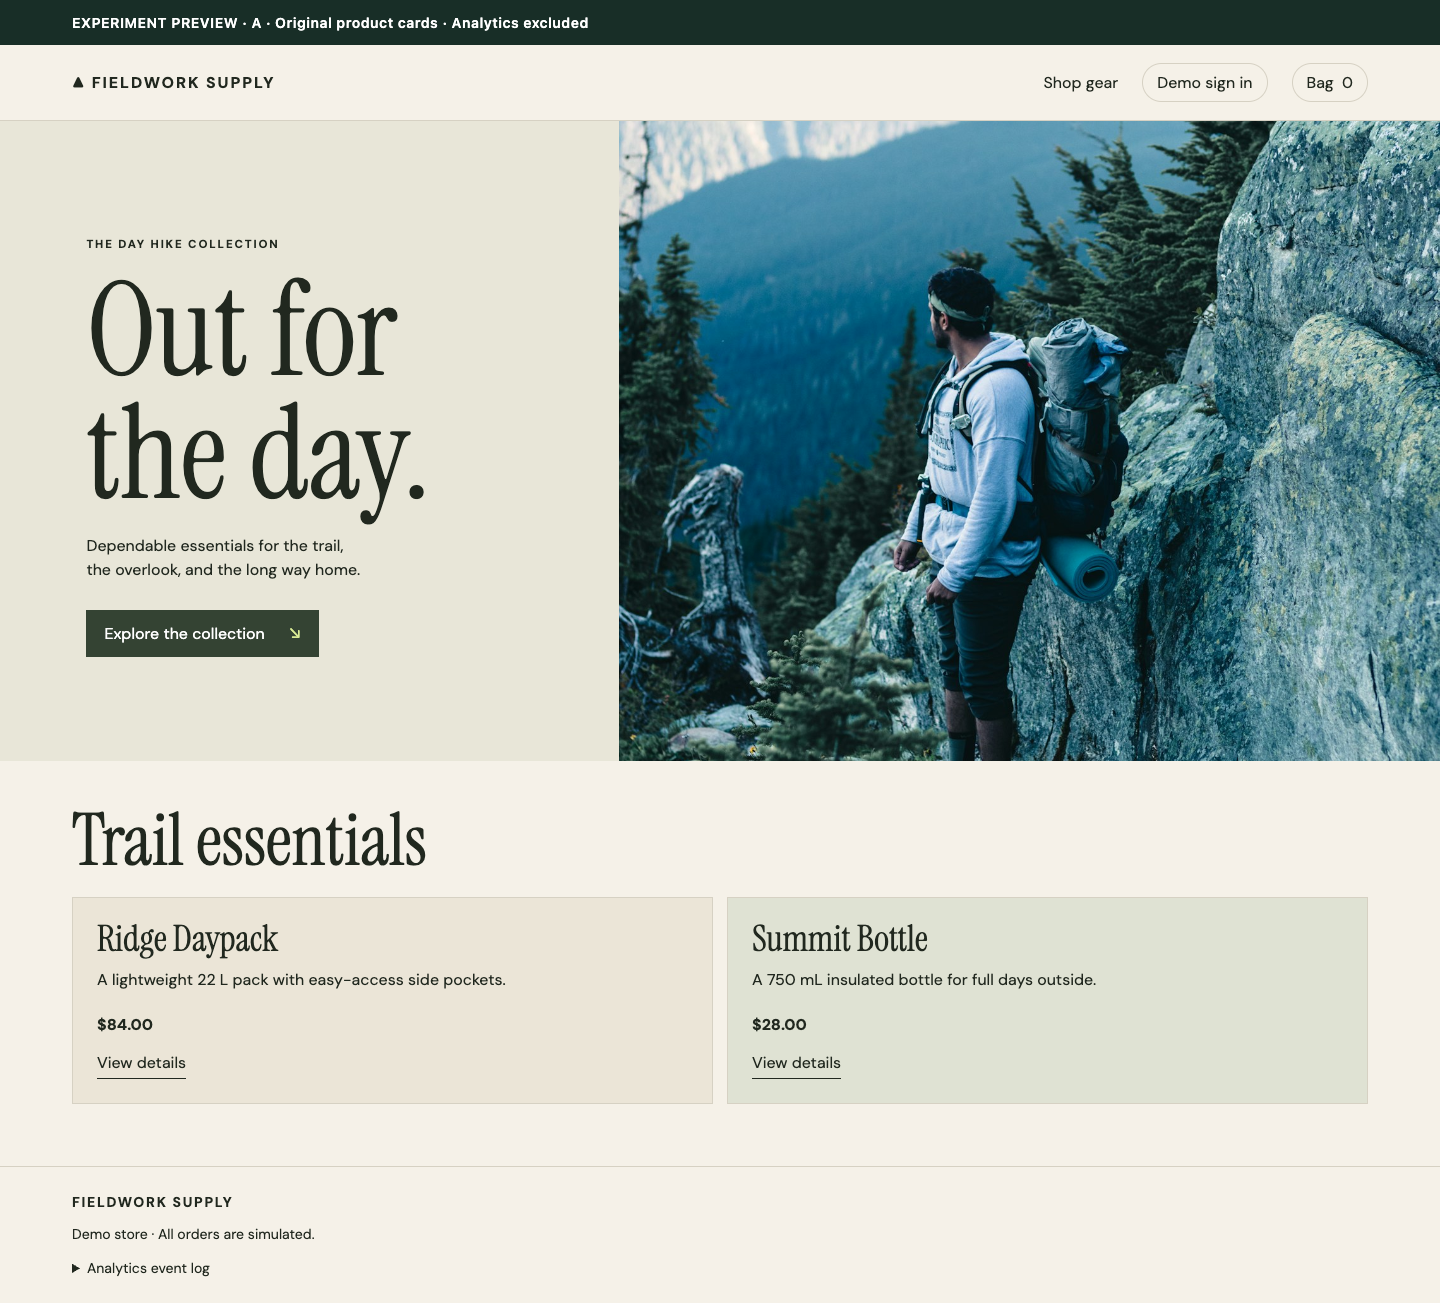 EXPERIMENT PREVIEW · A · Original product cards · Analytics excluded
FIELDWORK SUPPLY
Shop gear
Demo sign in
Bag 0
THE DAY HIKE COLLECTION
Out for
the day.
Dependable essentials for the trail,
the overlook, and the long way home.
Explore the collection
Trail essentials
Ridge Daypack
A lightweight 22 L pack with easy-access side pockets.
$84.00
View details
Summit Bottle
A 750 mL insulated bottle for full days outside.
$28.00
View details
FIELDWORK SUPPLY
Demo store · All orders are simulated.
Analytics event log